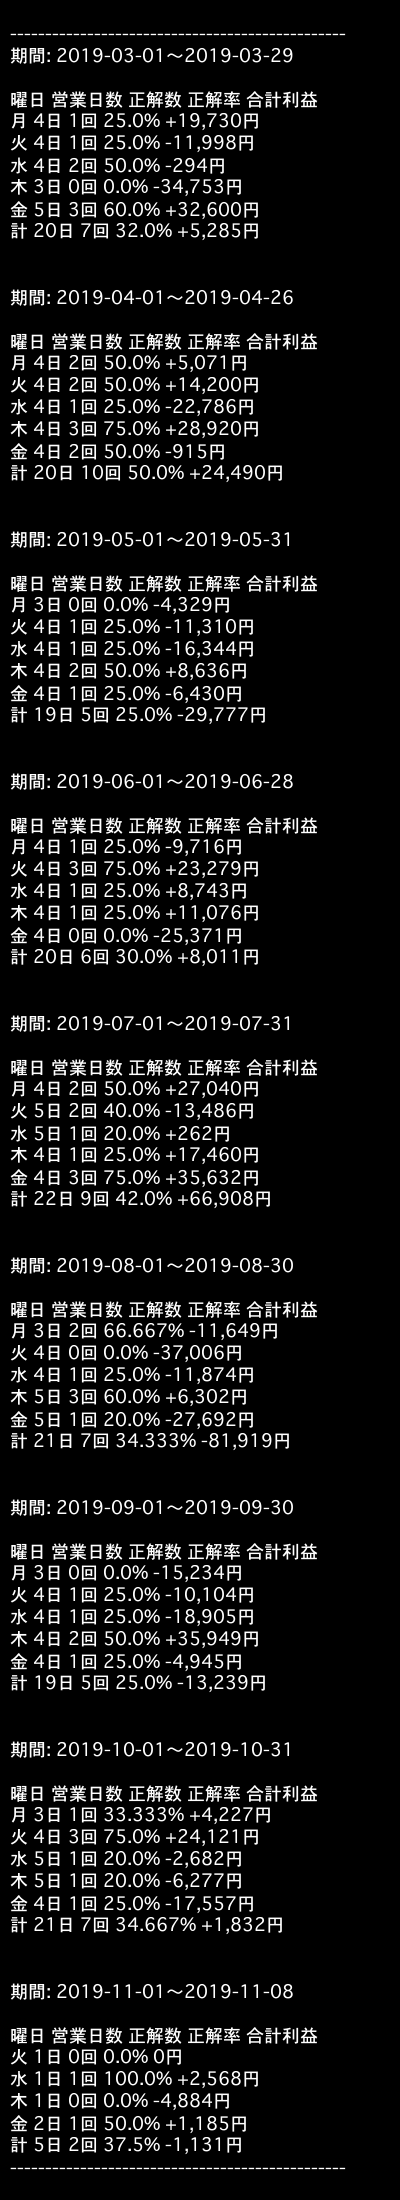 ------------------------------------------------
期間: 2019-03-01〜2019-03-29
曜日 営業日数 正解数 正解率 合計利益
月 4日 1回 25.0% +19,730円
火 4日 1回 25.0% -11,998円
水 4日 2回 50.0% -294円
木 3日 0回 0.0% -34,753円
金 5日 3回 60.0% +32,600円
計 20日 7回 32.0% +5,285円
期間: 2019-04-01〜2019-04-26
曜日 営業日数 正解数 正解率 合計利益
月 4日 2回 50.0% +5,071円
火 4日 2回 50.0% +14,200円
水 4日 1回 25.0% -22,786円
木 4日 3回 75.0% +28,920円
金 4日 2回 50.0% -915円
計 20日 10回 50.0% +24,490円
期間: 2019-05-01〜2019-05-31
曜日 営業日数 正解数 正解率 合計利益
月 3日 0回 0.0% -4,329円
火 4日 1回 25.0% -11,310円
水 4日 1回 25.0% -16,344円
木 4日 2回 50.0% +8,636円
金 4日 1回 25.0% -6,430円
計 19日 5回 25.0% -29,777円
期間: 2019-06-01〜2019-06-28
曜日 営業日数 正解数 正解率 合計利益
月 4日 1回 25.0% -9,716円
火 4日 3回 75.0% +23,279円
水 4日 1回 25.0% +8,743円
木 4日 1回 25.0% +11,076円
金 4日 0回 0.0% -25,371円
計 20日 6回 30.0% +8,011円
期間: 2019-07-01〜2019-07-31
曜日 営業日数 正解数 正解率 合計利益
月 4日 2回 50.0% +27,040円
火 5日 2回 40.0% -13,486円
水 5日 1回 20.0% +262円
木 4日 1回 25.0% +17,460円
金 4日 3回 75.0% +35,632円
計 22日 9回 42.0% +66,908円
期間: 2019-08-01〜2019-08-30
曜日 営業日数 正解数 正解率 合計利益
月 3日 2回 66.667% -11,649円
火 4日 0回 0.0% -37,006円
水 4日 1回 25.0% -11,874円
木 5日 3回 60.0% +6,302円
金 5日 1回 20.0% -27,692円
計 21日 7回 34.333% -81,919円
期間: 2019-09-01〜2019-09-30
曜日 営業日数 正解数 正解率 合計利益
月 3日 0回 0.0% -15,234円
火 4日 1回 25.0% -10,104円
水 4日 1回 25.0% -18,905円
木 4日 2回 50.0% +35,949円
金 4日 1回 25.0% -4,945円
計 19日 5回 25.0% -13,239円
期間: 2019-10-01〜2019-10-31
曜日 営業日数 正解数 正解率 合計利益
月 3日 1回 33.333% +4,227円
火 4日 3回 75.0% +24,121円
水 5日 1回 20.0% -2,682円
木 5日 1回 20.0% -6,277円
金 4日 1回 25.0% -17,557円
計 21日 7回 34.667% +1,832円
期間: 2019-11-01〜2019-11-08
曜日 営業日数 正解数 正解率 合計利益
火 1日 0回 0.0% 0円
水 1日 1回 100.0% +2,568円
木 1日 0回 0.0% -4,884円
金 2日 1回 50.0% +1,185円
計 5日 2回 37.5% -1,131円
------------------------------------------------